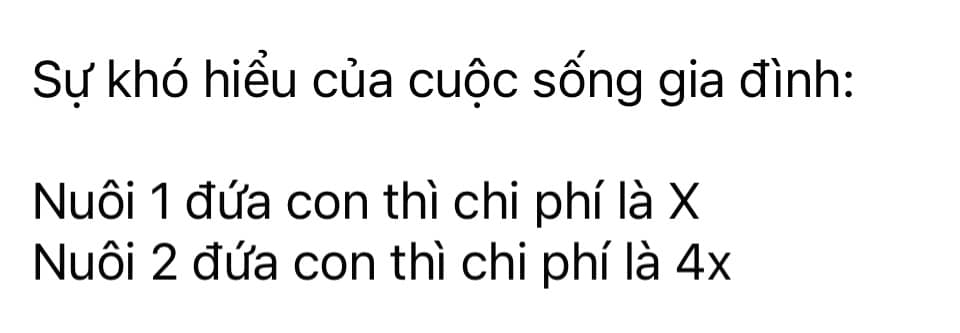 Sự khó hiểu của cuộc sống gia đình:
Nuôi 1 đứa con thì chi phí là X
Nuôi 2 đứa con thì chi phí là 4x